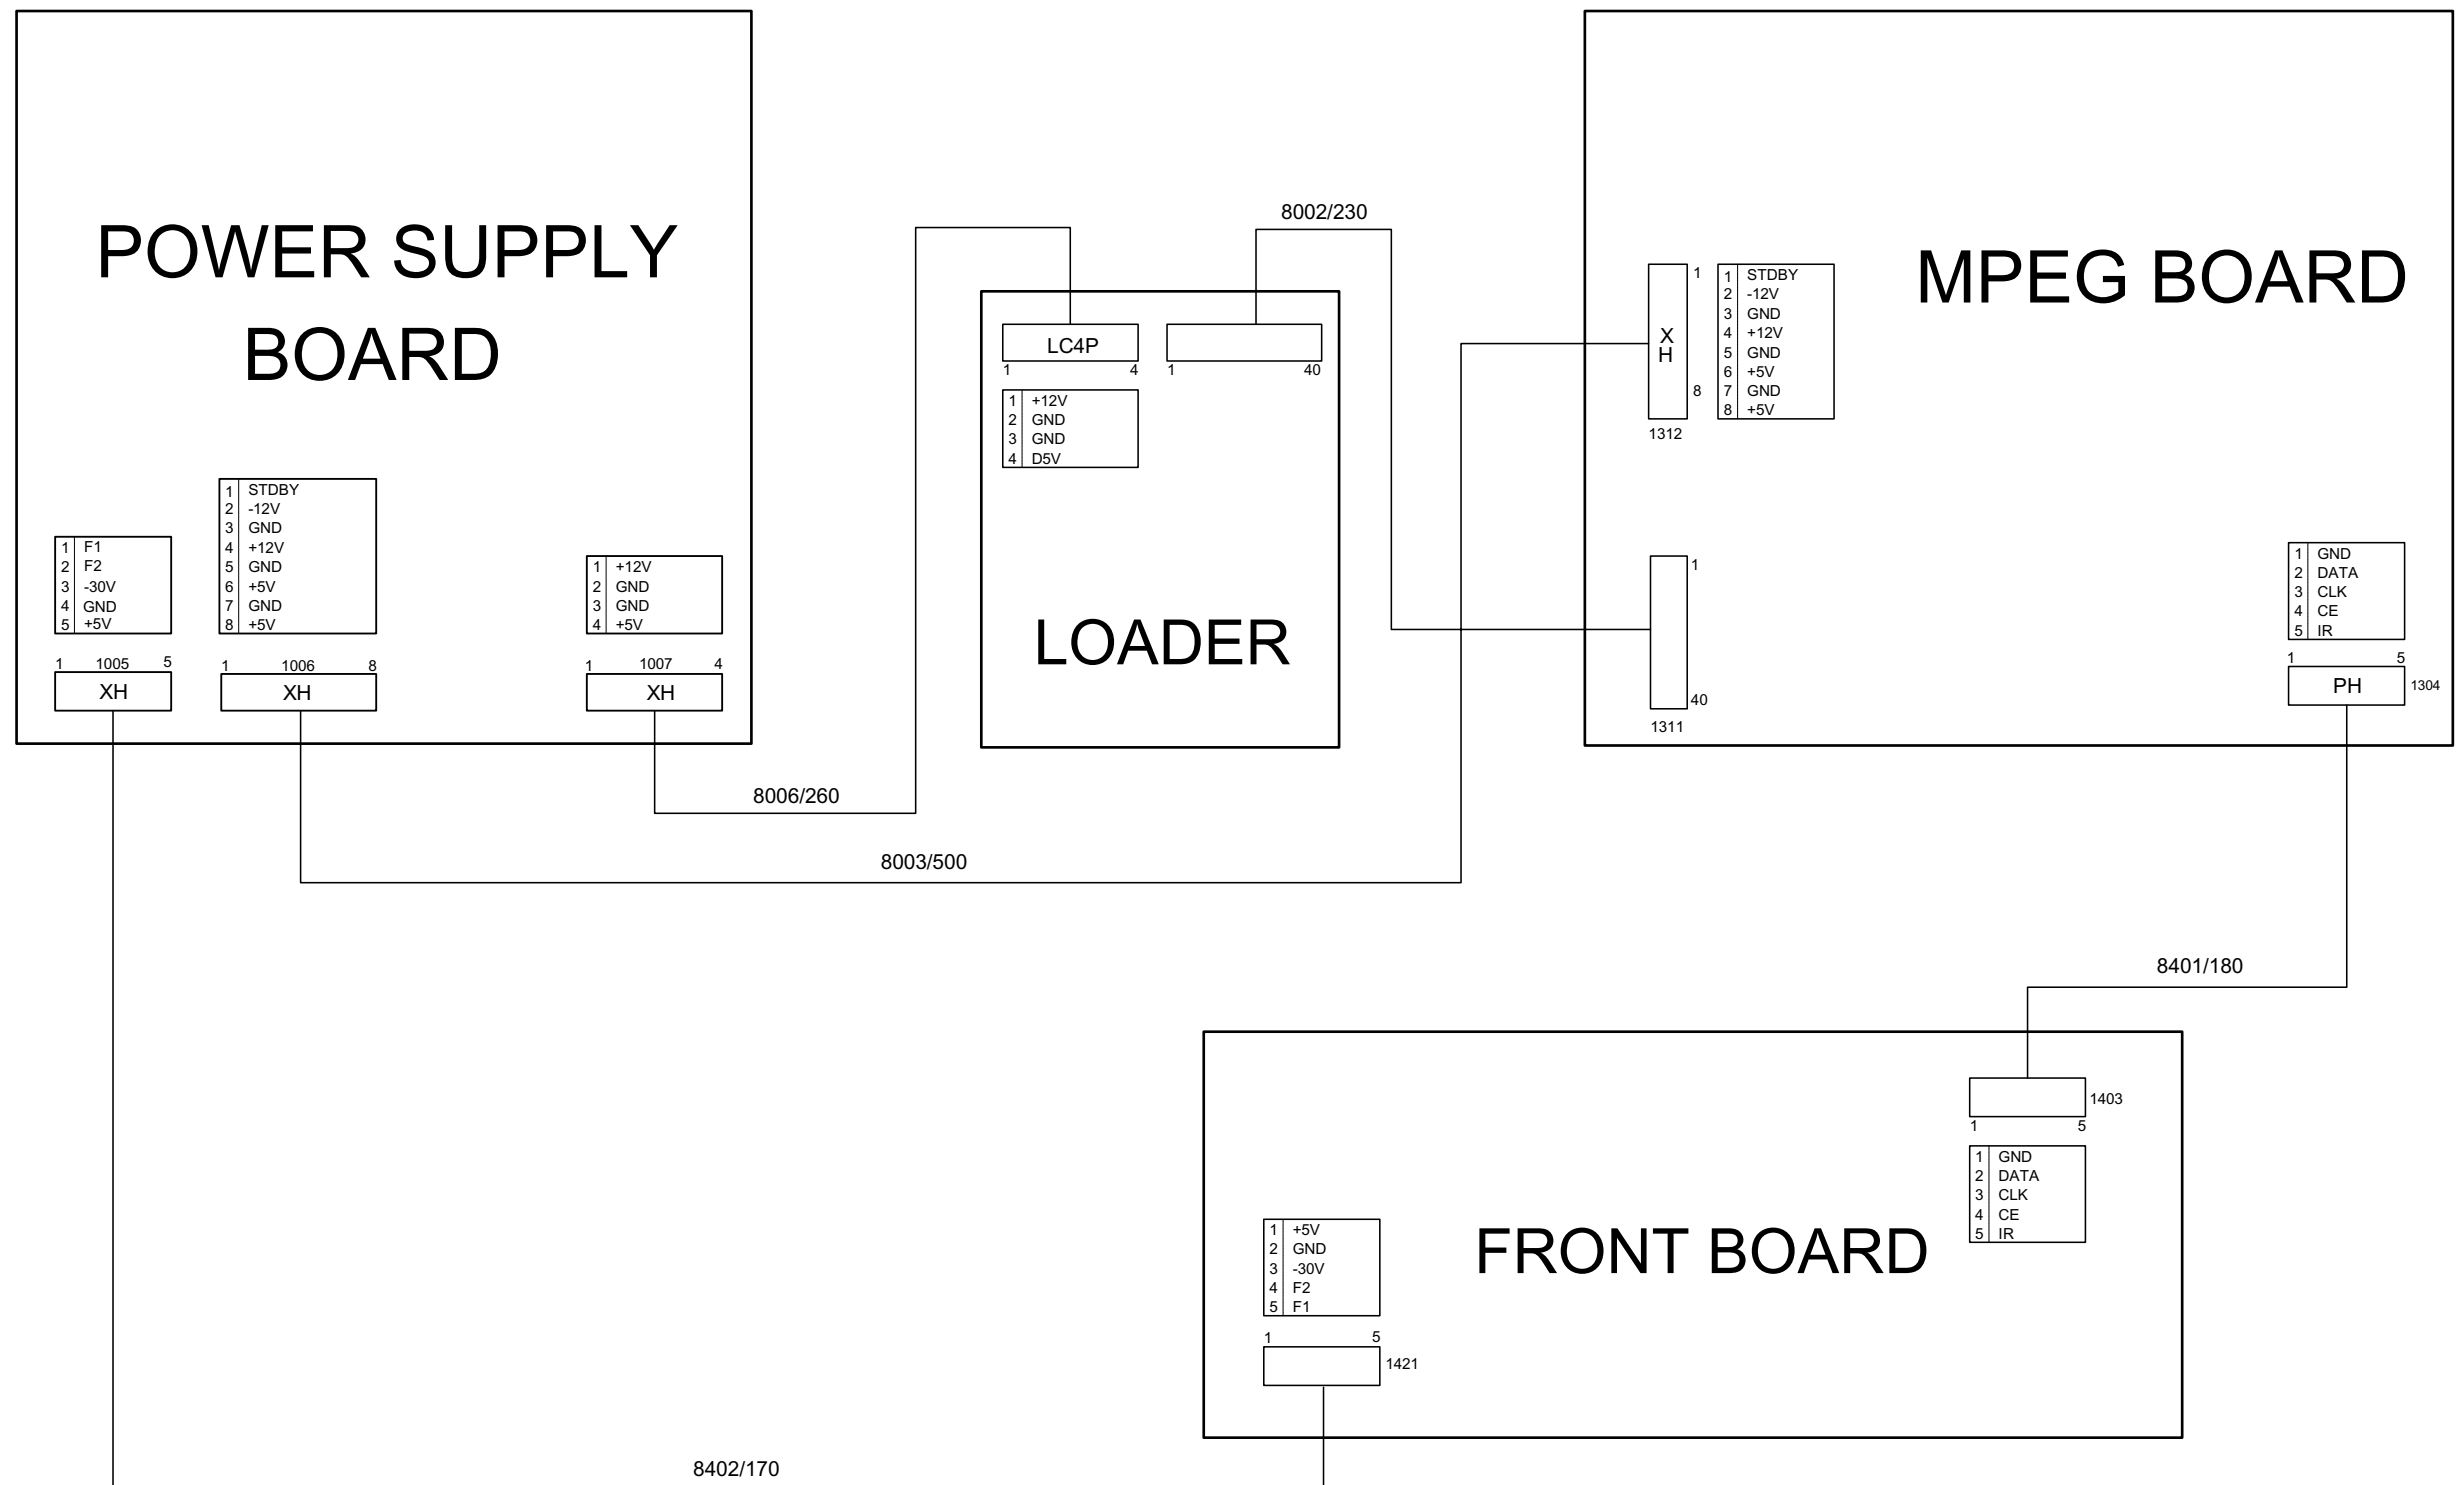 POWER SUPPLY
BOARD
1 F1
2 F2
3 -30V
4 GND
5 +5V
1 1005 5
XH
1 STDBY
2 -12V
3 GND
4 +12V
5 GND
6 +5V
7 GND
8 +5V
1 1006 8
XH
1 +12V
2 GND
3 GND
4 +5V
1 1007 4
XH
8006/260
8003/500
8002/230
LC4P
1 4
1 40
1 +12V
2 GND
3 GND
4 D5V
LOADER
MPEG BOARD
X
H
1
8
1312
1 STDBY
2 -12V
3 GND
4 +12V
5 GND
6 +5V
7 GND
8 +5V
1
40
1311
1 GND
2 DATA
3 CLK
4 CE
5 IR
1 5
PH 1304
8401/180
1403
1 5
1 GND
2 DATA
3 CLK
4 CE
5 IR
FRONT BOARD
1 +5V
2 GND
3 -30V
4 F2
5 F1
1 5
1421
8402/170